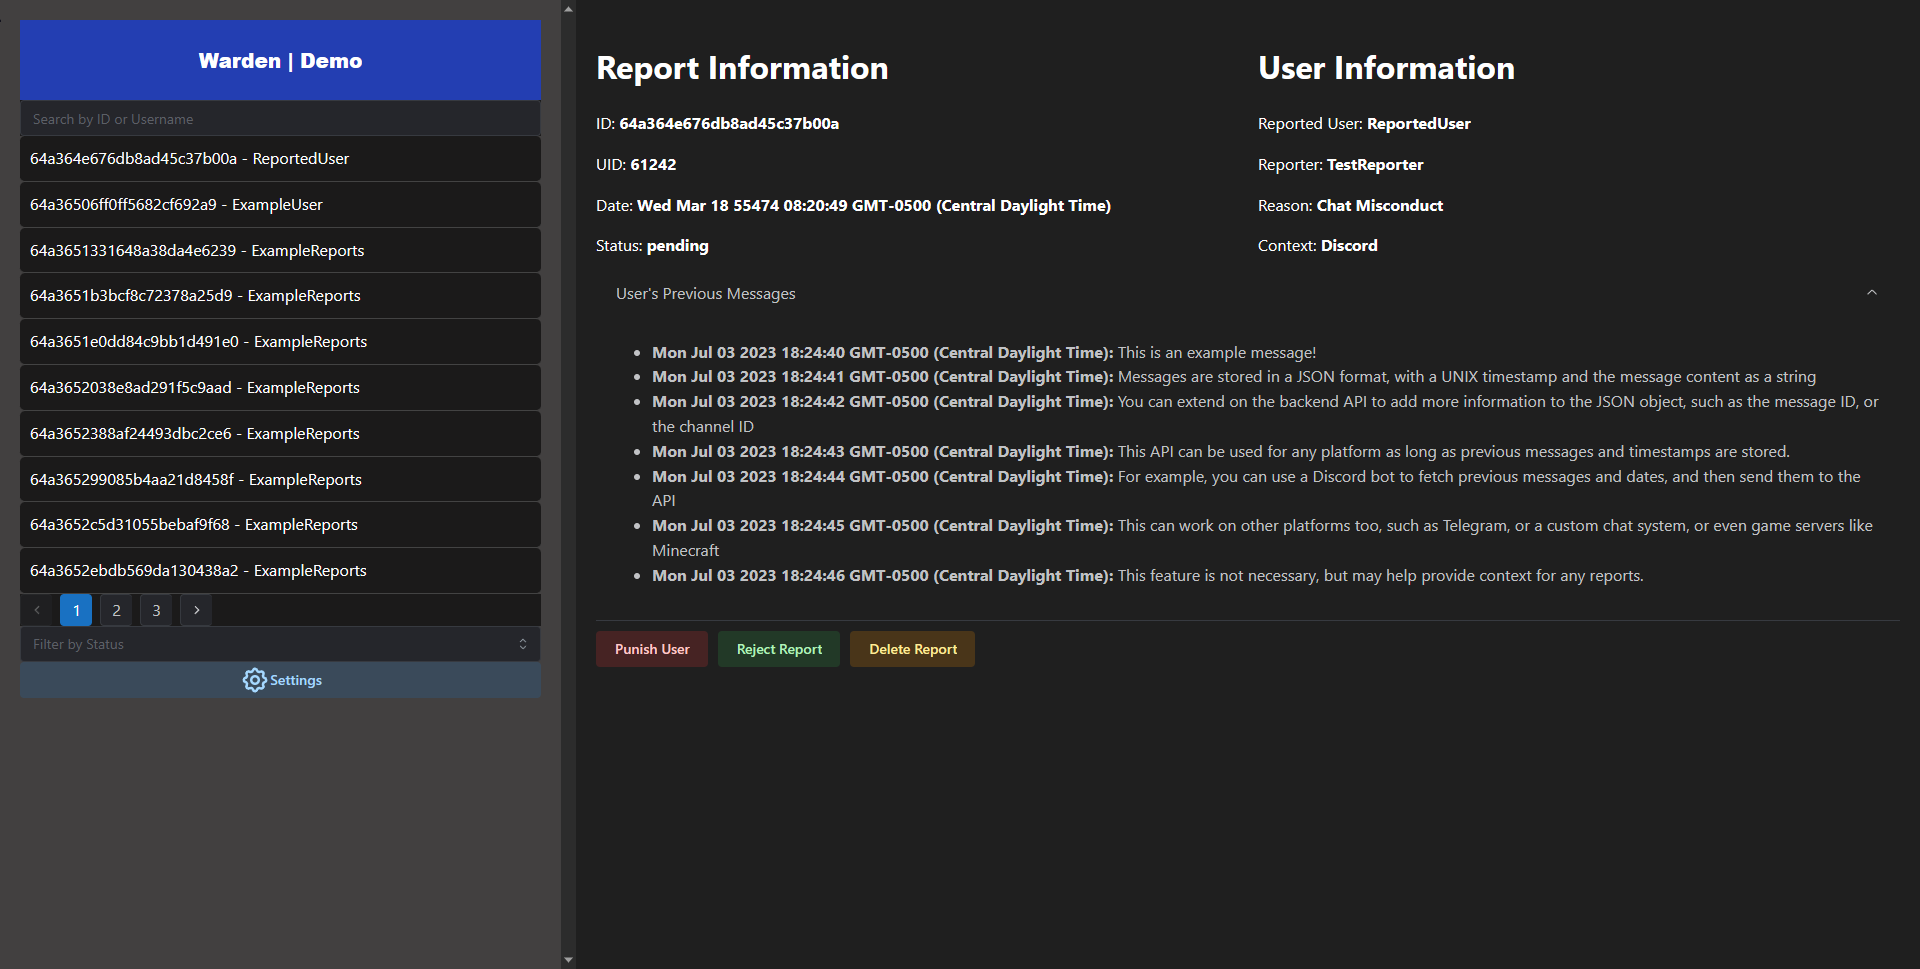 Warden | Demo
Search by ID or Username
64a364e676db8ad45c37b00a - ReportedUser
64a36506ff0ff5682cf692a9 - ExampleUser
64a3651331648a38da4e6239 - ExampleReports
64a3651b3bcf8c72378a25d9 - ExampleReports
64a3651e0dd84c9bb1d491e0 - ExampleReports
64a3652038e8ad291f5c9aad - ExampleReports
64a3652388af24493dbc2ce6 - ExampleReports
64a365299085b4aa21d8458f - ExampleReports
64a3652c5d31055bebaf9f68 - ExampleReports
64a3652ebdb569da130438a2 - ExampleReports
1 2 3
Filter by Status
Settings
Report Information
ID: 64a364e676db8ad45c37b00a
UID: 61242
Date: Wed Mar 18 55474 08:20:49 GMT-0500 (Central Daylight Time)
Status: pending
User Information
Reported User: ReportedUser
Reporter: TestReporter
Reason: Chat Misconduct
Context: Discord
User's Previous Messages
Mon Jul 03 2023 18:24:40 GMT-0500 (Central Daylight Time): This is an example message!
Mon Jul 03 2023 18:24:41 GMT-0500 (Central Daylight Time): Messages are stored in a JSON format, with a UNIX timestamp and the message content as a string
Mon Jul 03 2023 18:24:42 GMT-0500 (Central Daylight Time): You can extend on the backend API to add more information to the JSON object, such as the message ID, or
the channel ID
Mon Jul 03 2023 18:24:43 GMT-0500 (Central Daylight Time): This API can be used for any platform as long as previous messages and timestamps are stored.
Mon Jul 03 2023 18:24:44 GMT-0500 (Central Daylight Time): For example, you can use a Discord bot to fetch previous messages and dates, and then send them to the
API
Mon Jul 03 2023 18:24:45 GMT-0500 (Central Daylight Time): This can work on other platforms too, such as Telegram, or a custom chat system, or even game servers like
Minecraft
Mon Jul 03 2023 18:24:46 GMT-0500 (Central Daylight Time): This feature is not necessary, but may help provide context for any reports.
Punish User
Reject Report
Delete Report